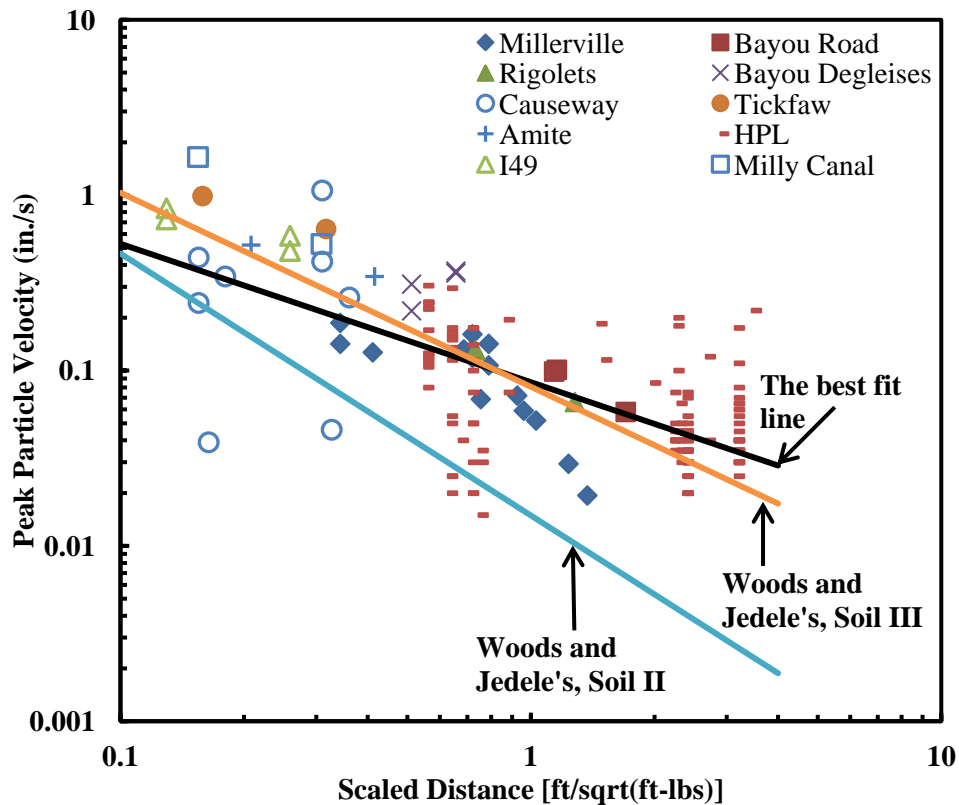 10
1
0.1
0.01
0.001
Peak Particle Velocity (in./s)
Millerville
Bayou Road
Rigolets
Bayou Degleises
Causeway
Tickfaw
Amite
HPL
I49
Milly Canal
The best fit
line
Woods and
Jedele's, Soil III
Woods and
Jedele's, Soil II
0.1
1
10
Scaled Distance [ft/sqrt(ft-lbs)]